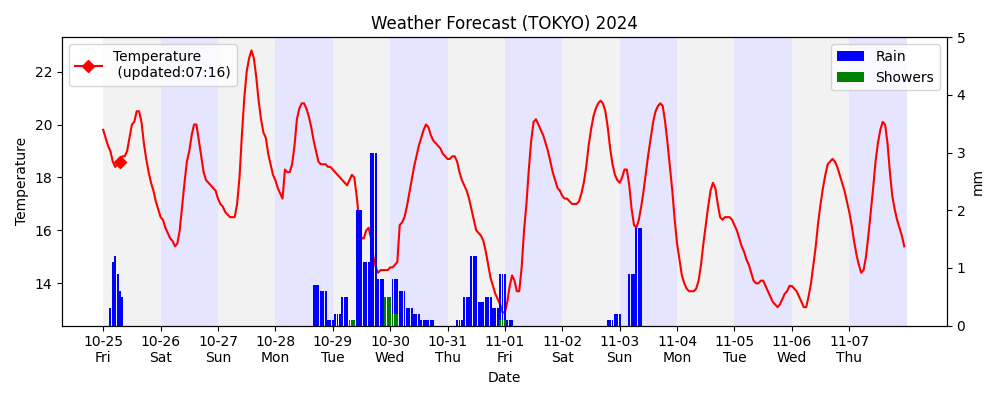 Weather Forecast (TOKYO) 2024
Temperature
(updated:07:16)
Rain
Showers
Temperature
22
20
18
16
14
5
4
3
2
1
0
mm
10-25 10-26 10-27 10-28 10-29 10-30 10-31 11-01 11-02 11-03 11-04 11-05 11-06 11-07
Fri Sat Sun Mon Tue Wed Thu Fri Sat Sun Mon Tue Wed Thu
Date